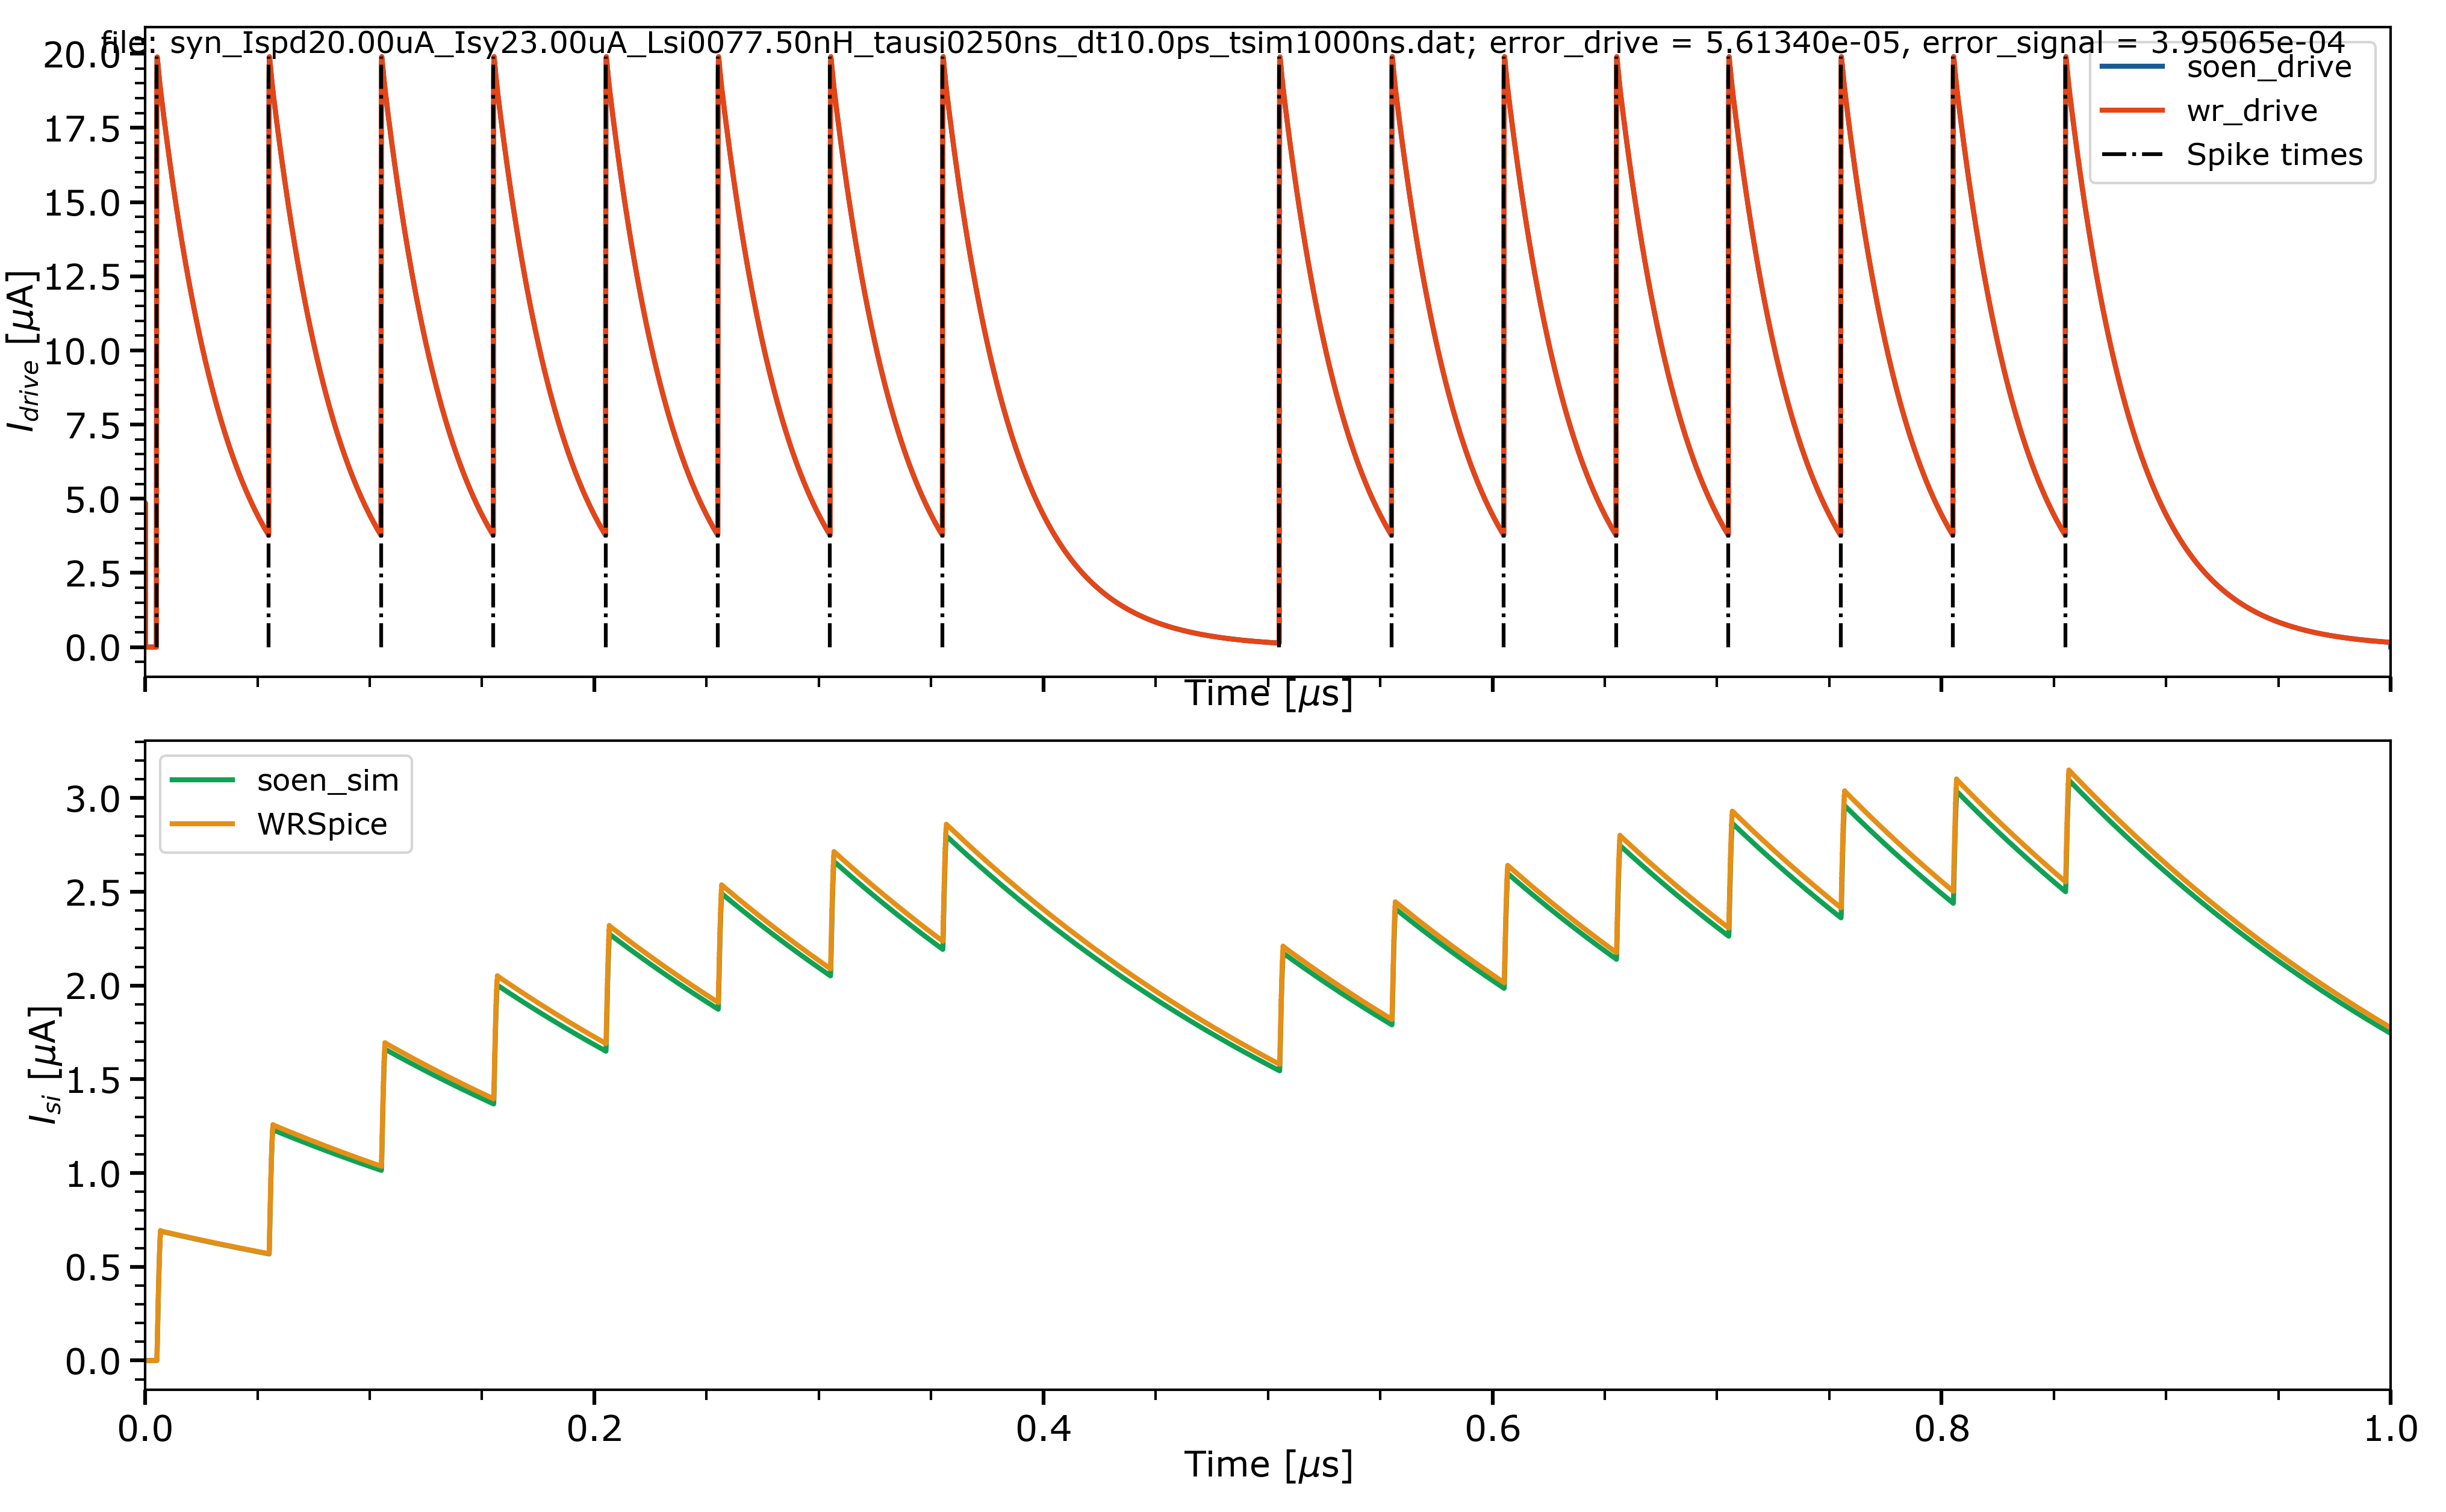 file: syn_Ispd20.00uA_Isy23.00uA_Lsi0077.50nH_tausi0250ns_dt10.0ps_tsim1000ns.dat; error_drive = 5.61340e-05, error_signal = 3.95065e-04
20.0
17.5
15.0
12.5
10.0
7.5
5.0
2.5
0.0
I_drive [μA]
soen_drive
wr_drive
Spike times
Time [μs]
soen_sim
WRSpice
3.0
2.5
2.0
1.5
1.0
0.5
0.0
I_si [μA]
0.0 0.2 0.4 0.6 0.8 1.0
Time [μs]